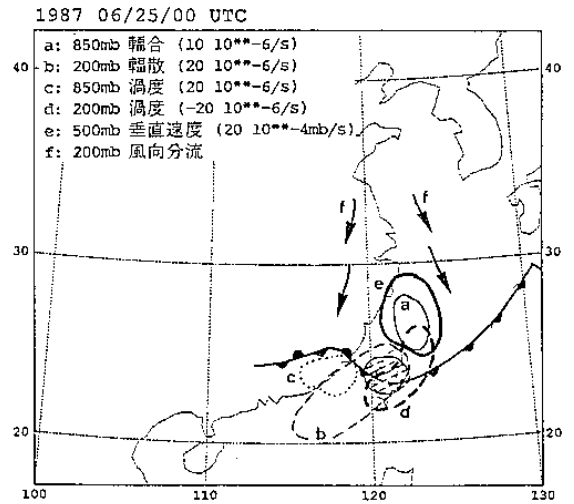 1987 06/25/00 UTC
a: 850mb 輻合 (10 10**-6/s)
b: 200mb 輻散 (20 10**-6/s)
c: 850mb 渦度 (20 10**-6/s)
d: 200mb 渦度 (-20 10**-6/s)
e: 500mb 垂直速度 (20 10**-4mb/s)
f: 200mb 風向分流
40
40
f
f
30
30
e
a
c
d
b
20
20
100
110
120
130